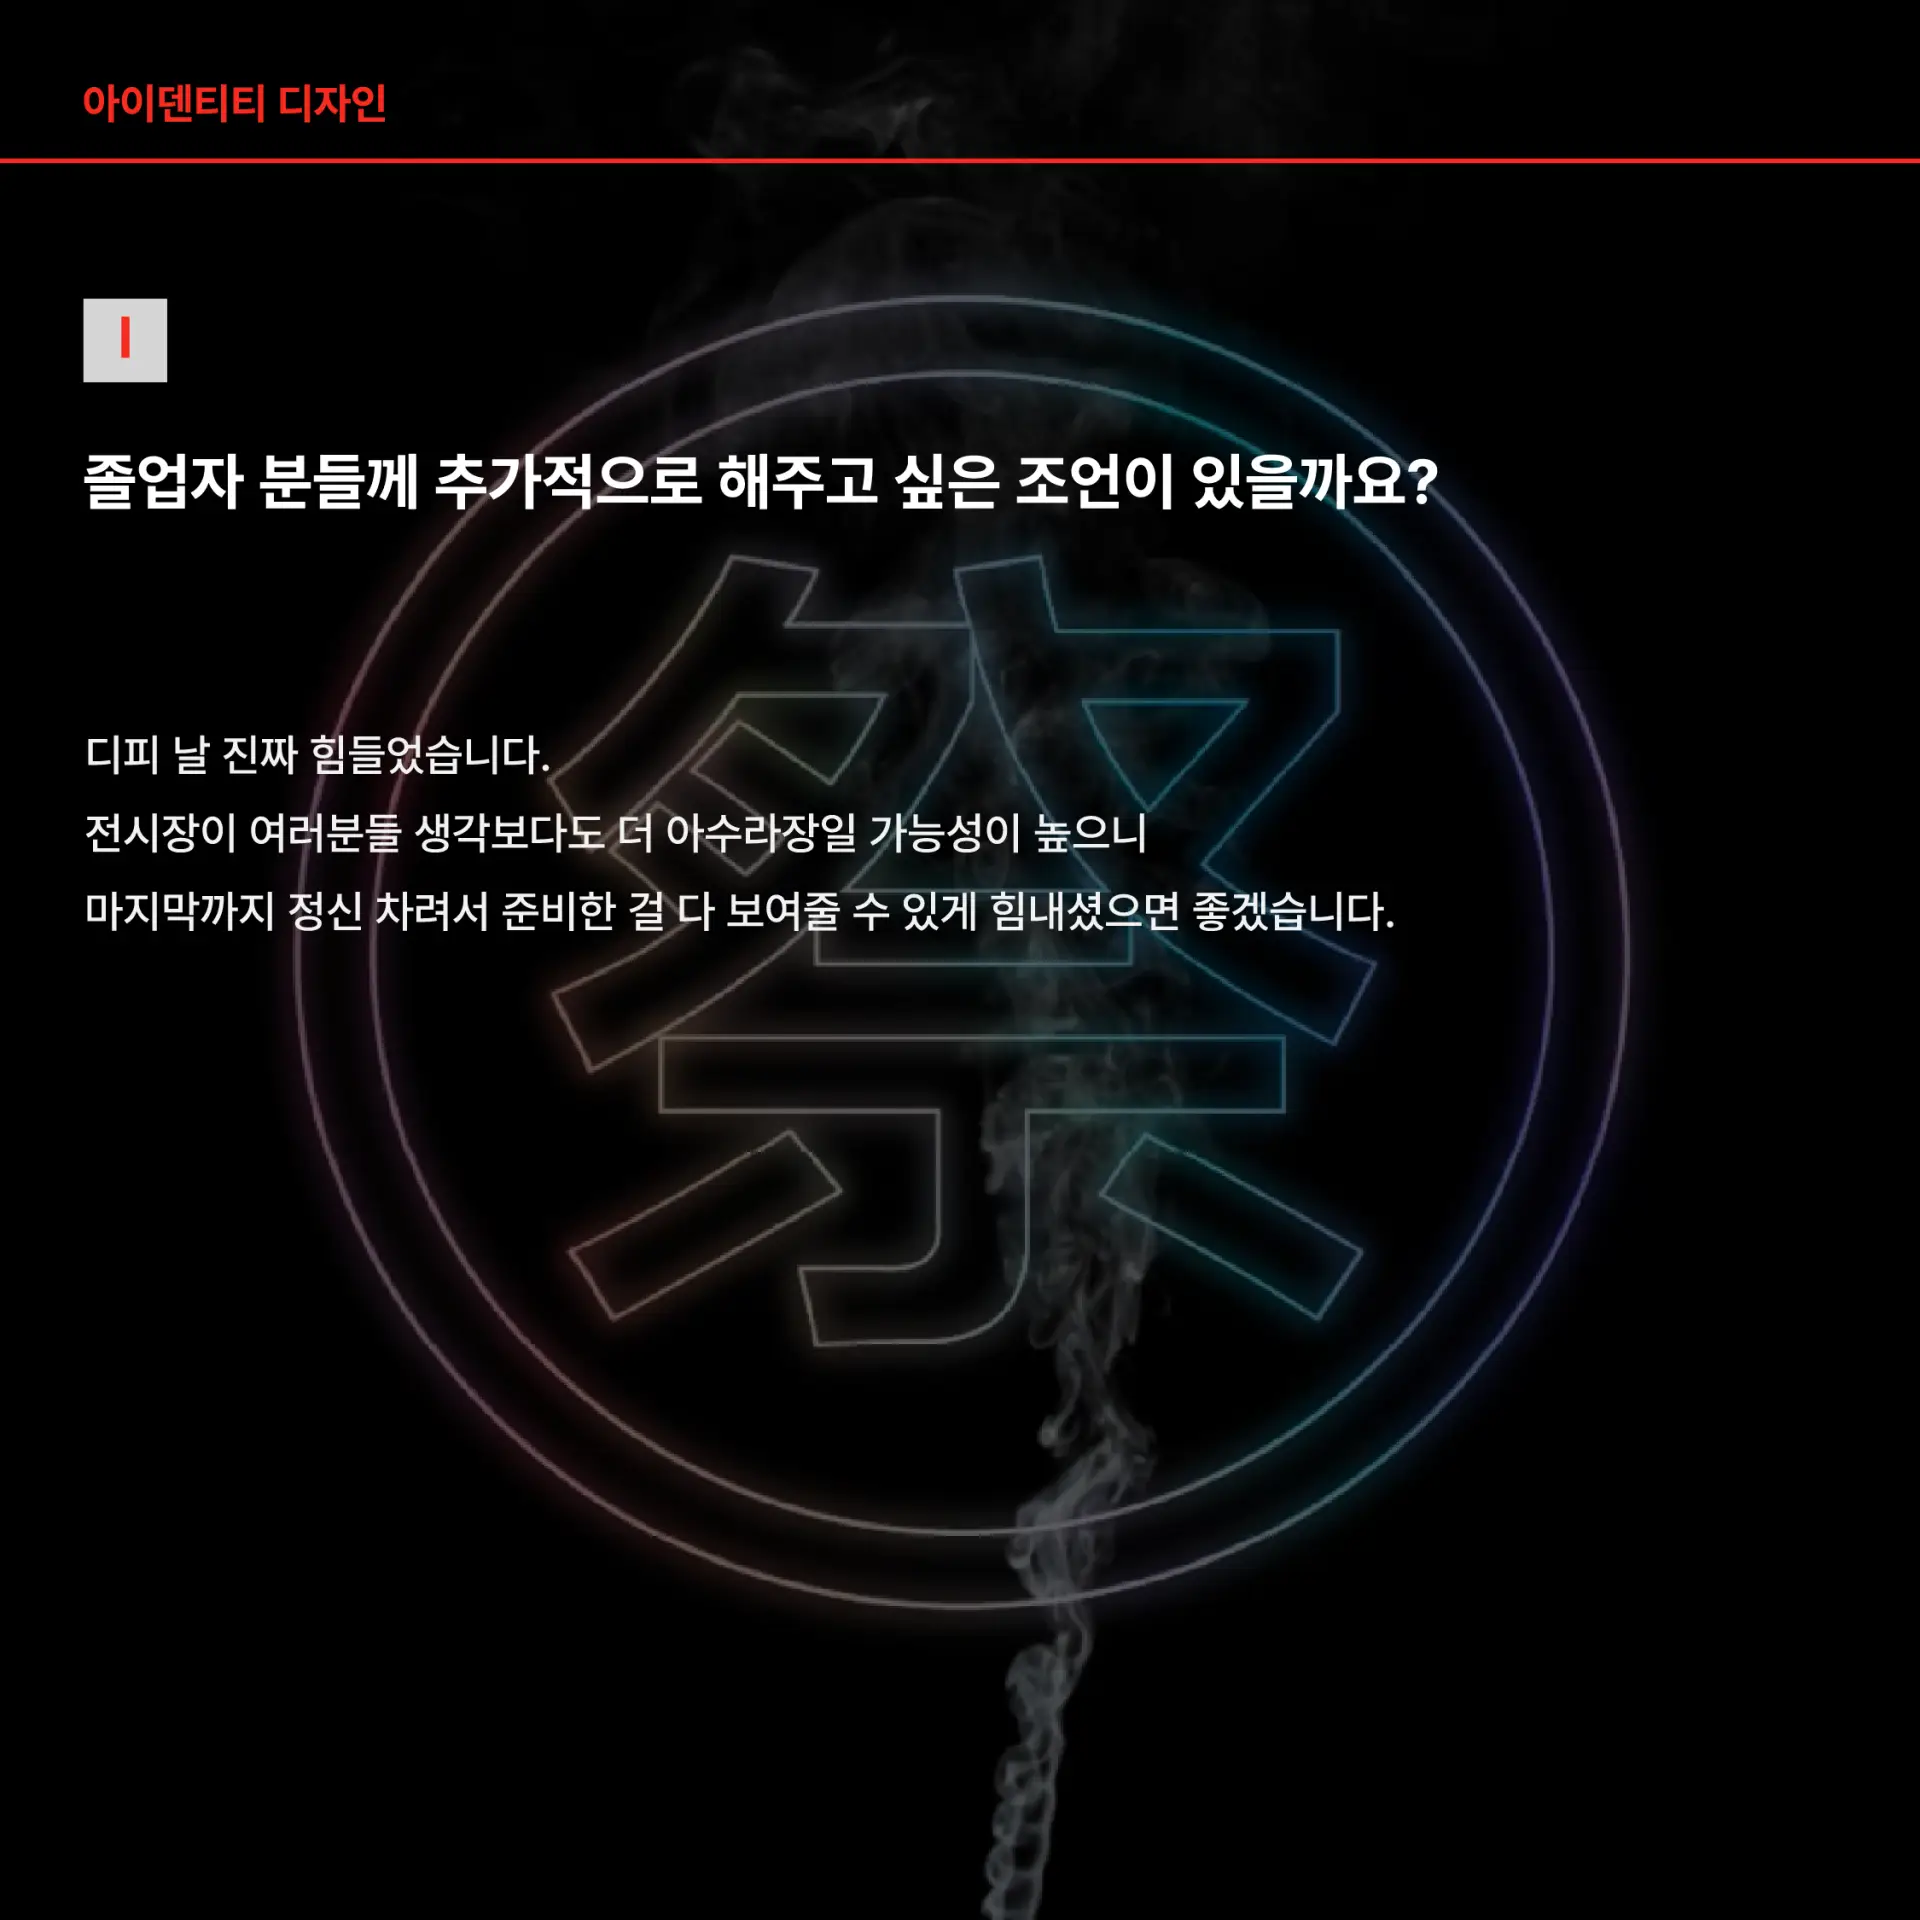 아이덴티티 디자인
I
졸업자 분들께 추가적으로 해주고 싶은 조언이 있을까요?
디피 날 진짜 힘들었습니다.
전시장이 여러분들 생각보다도 더 아수라장일 가능성이 높으니
마지막까지 정신 차려서 준비한 걸 다 보여줄 수 있게 힘내셨으면 좋겠습니다.
祭